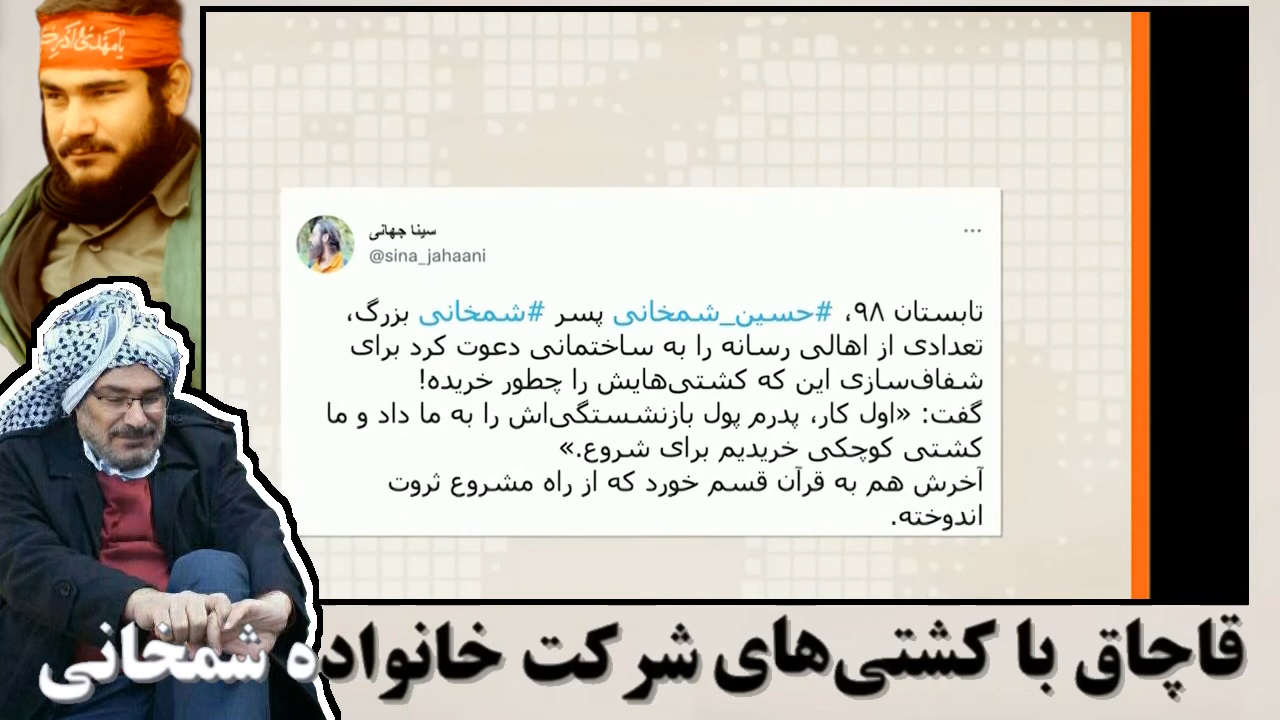 یا مهدی ادرکنی
سینا جهانی
@sina_jahaani
تابستان ۹۸، #حسین_شمخانی پسر #شمخانی بزرگ،
تعدادی از اهالی رسانه را به ساختمانی دعوت کرد برای
شفاف‌سازی این که کشتی‌هایش را چطور خریده!
گفت: «اول کار، پدرم پول بازنشستگی‌اش را به ما داد و ما
کشتی کوچکی خریدیم برای شروع.»
آخرش هم به قرآن قسم خورد که از راه مشروع ثروت
اندوخته.
قاچاق با کشتی‌های شرکت خانواده شمخانی